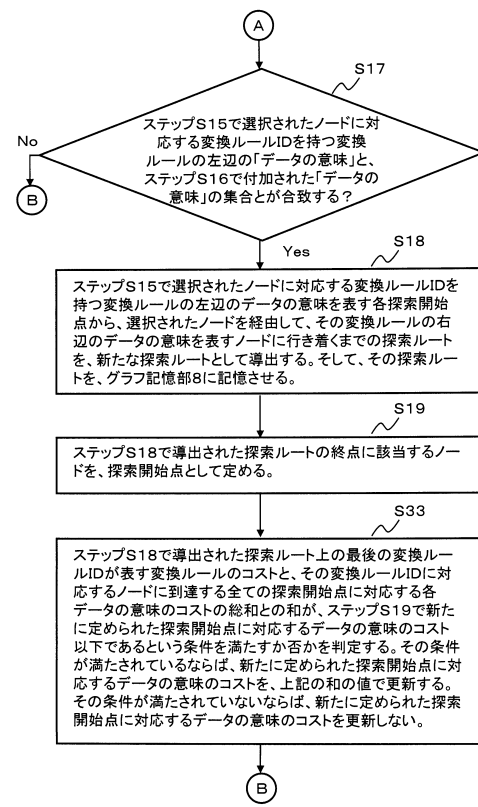 A
S17
ステップS15で選択されたノードに対
応する変換ルールIDを持つ変換
ルールの左辺の「データの意味」と、
ステップS16で付加された「データの
意味」の集合とが合致する?
No
B
Yes
S18
ステップS15で選択されたノードに対応する変換ルールIDを
持つ変換ルールの左辺のデータの意味を表す各探索開始
点から、選択されたノードを経由して、その変換ルールの右
辺のデータの意味を表すノードに行き着くまでの探索ルート
を、新たな探索ルートとして導出する。そして、その探索ルー
トを、グラフ記憶部8に記憶させる。
S19
ステップS18で導出された探索ルートの終点に該当するノー
ドを、探索開始点として定める。
S33
ステップS18で導出された探索ルート上の最後の変換ルー
ルIDが表す変換ルールのコストと、その変換ルールIDに対
応するノードに到達する全ての探索開始点に対応する各
データの意味のコストの総和との和が、ステップS19で新た
に定められた探索開始点に対応するデータの意味のコスト
以下であるという条件を満たすか否かを判定する。その条件
が満たされているならば、新たに定められた探索開始点に対
応するデータの意味のコストを、上記の和の値で更新する。
その条件が満たされていないならば、新たに定められた探索
開始点に対応するデータの意味のコストを更新しない。
B